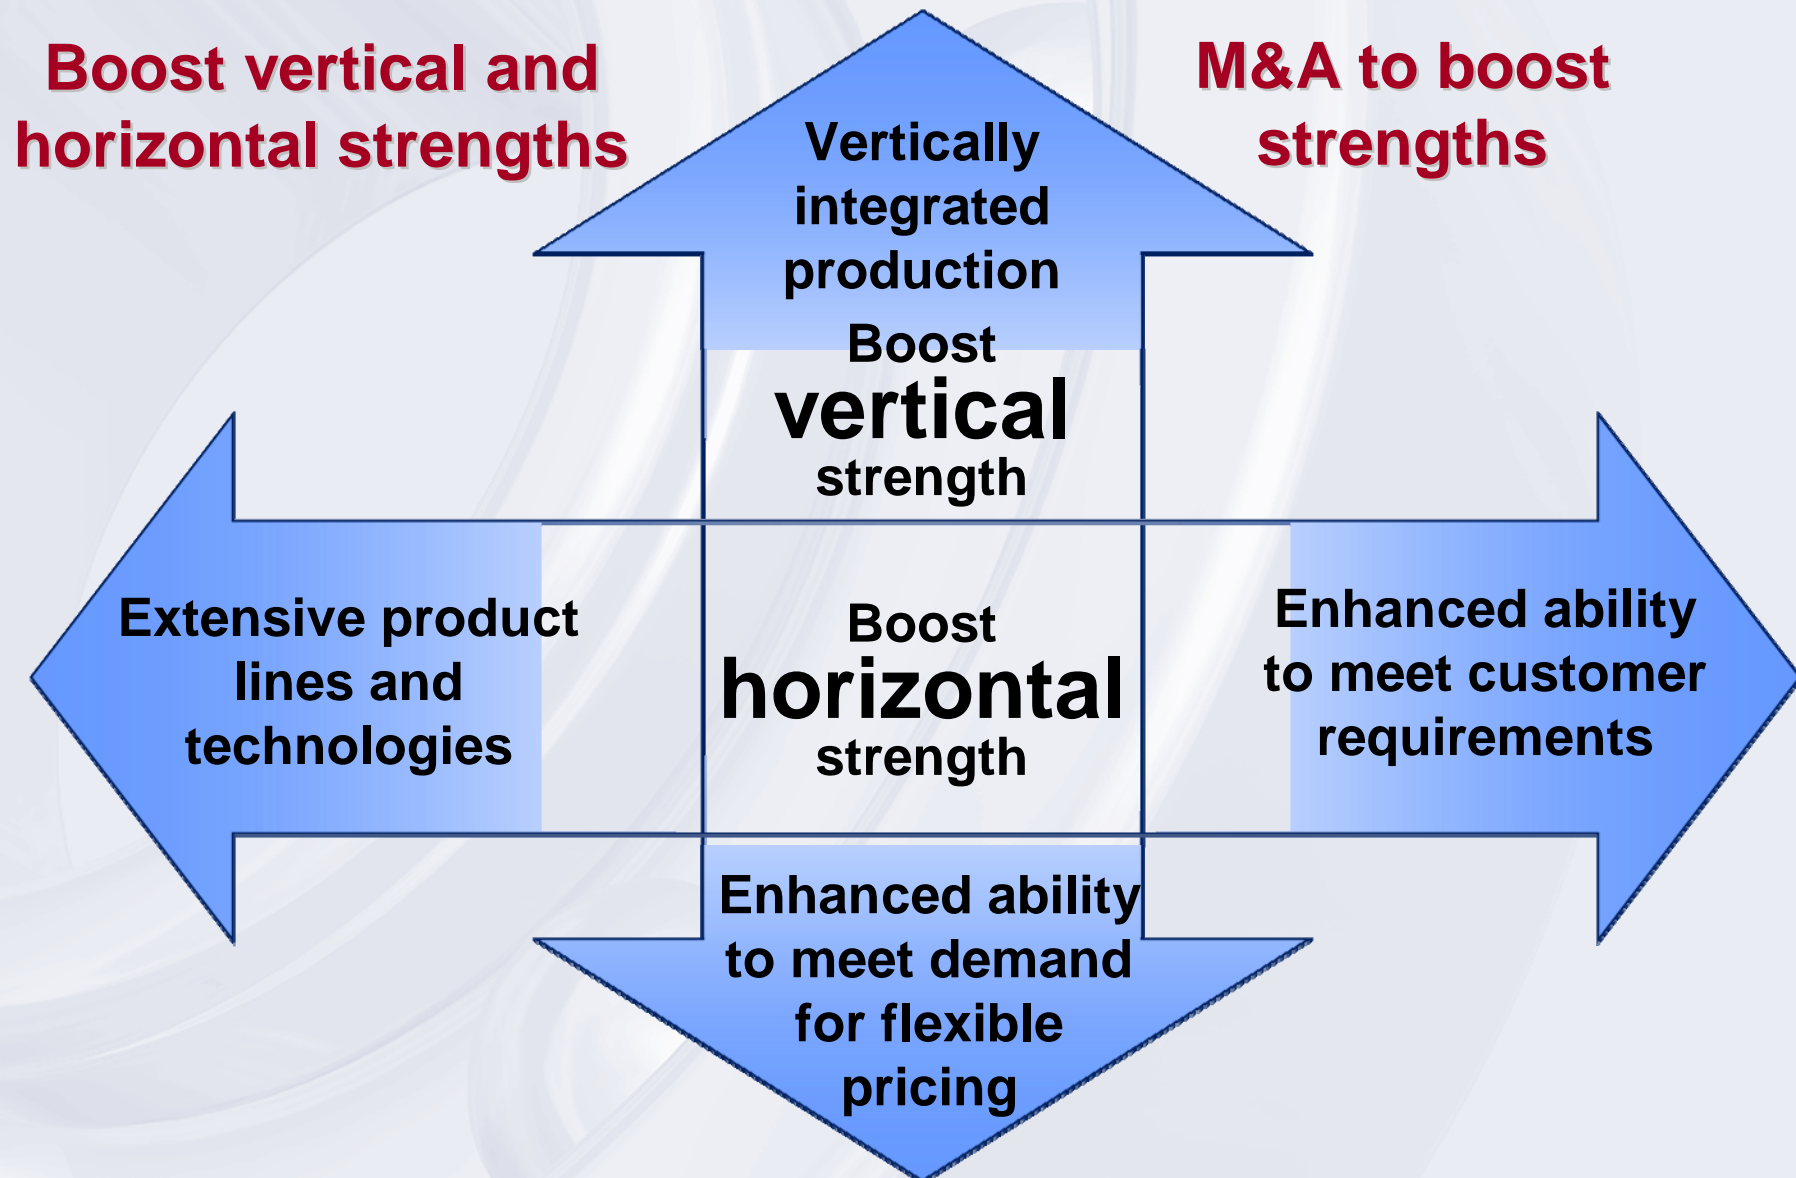 Boost vertical and
horizontal strengths
M&A to boost
strengths
Vertically
integrated
production
Boost
vertical
strength
Extensive product
lines and
technologies
Boost
horizontal
strength
Enhanced ability
to meet customer
requirements
Enhanced ability
to meet demand
for flexible
pricing